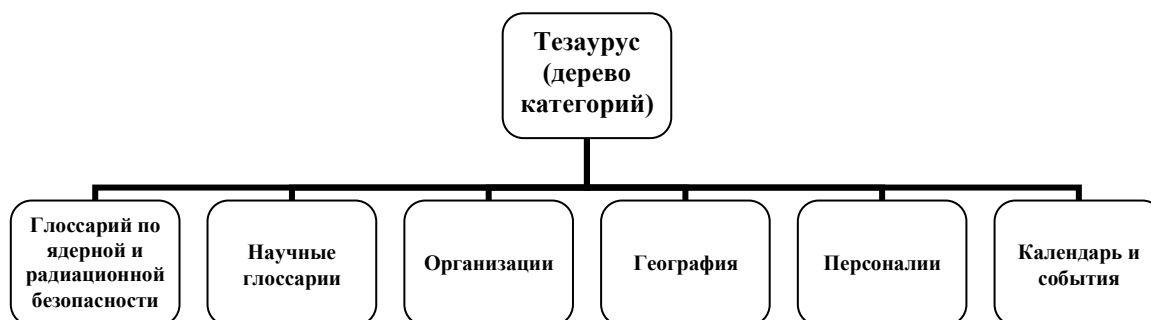 Тезаурус
(дерево
категорий)
Глоссарий по
ядерной и
радиационной
безопасности
Научные
глоссарии
Организации
География
Персоналии
Календарь и
события